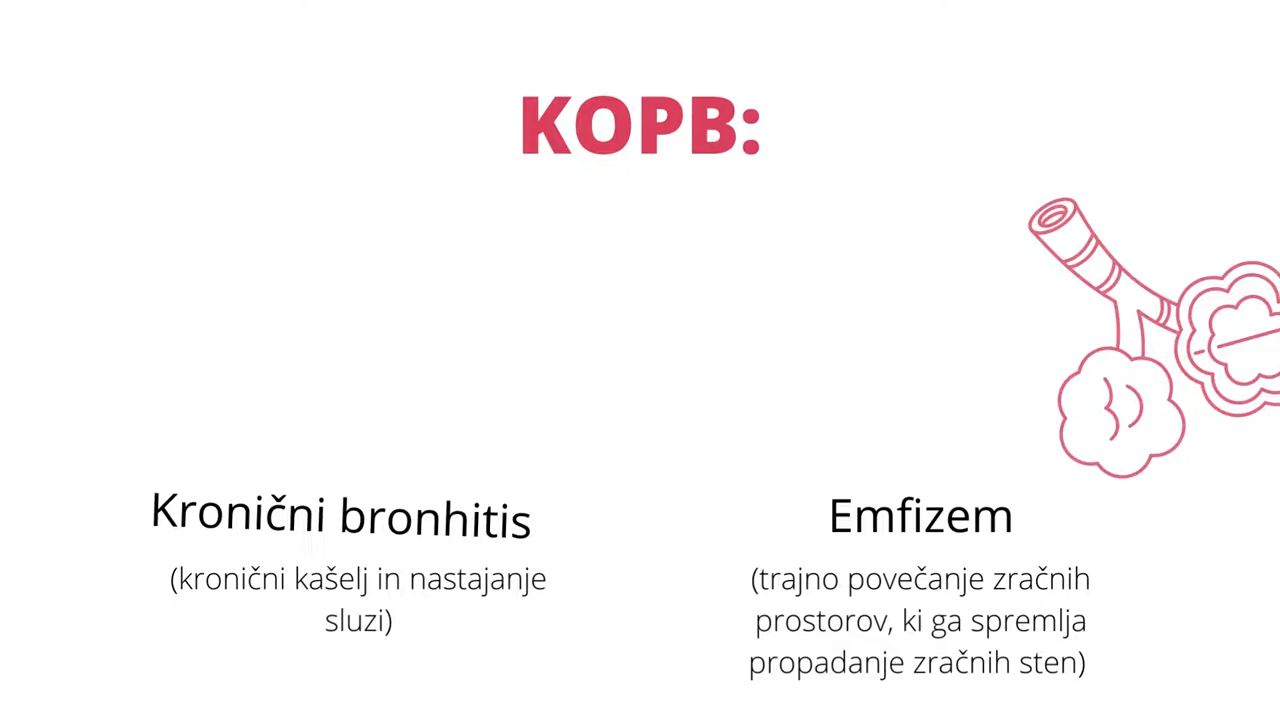 KOPB:
Kronični bronhitis
(kronični kašelj in nastajanje
sluzi)
Emfizem
(trajno povečanje zračnih
prostorov, ki ga spremlja
propadanje zračnih sten)